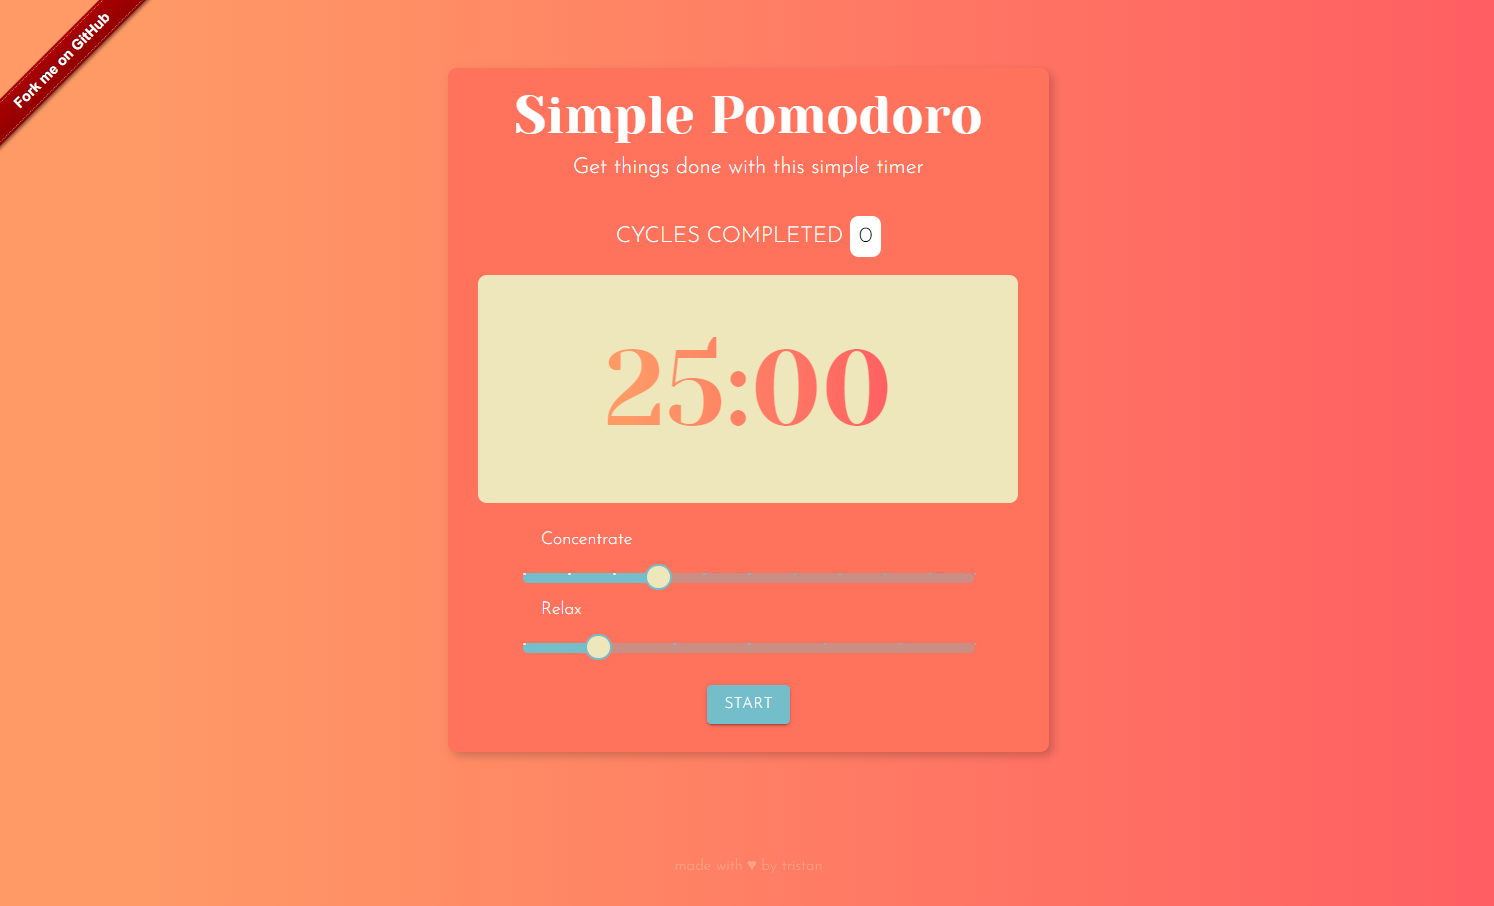 Fork me on GitHub
Simple Pomodoro
Get things done with this simple timer
CYCLES COMPLETED 0
25:00
Concentrate
Relax
START
made with ♥ by tristan